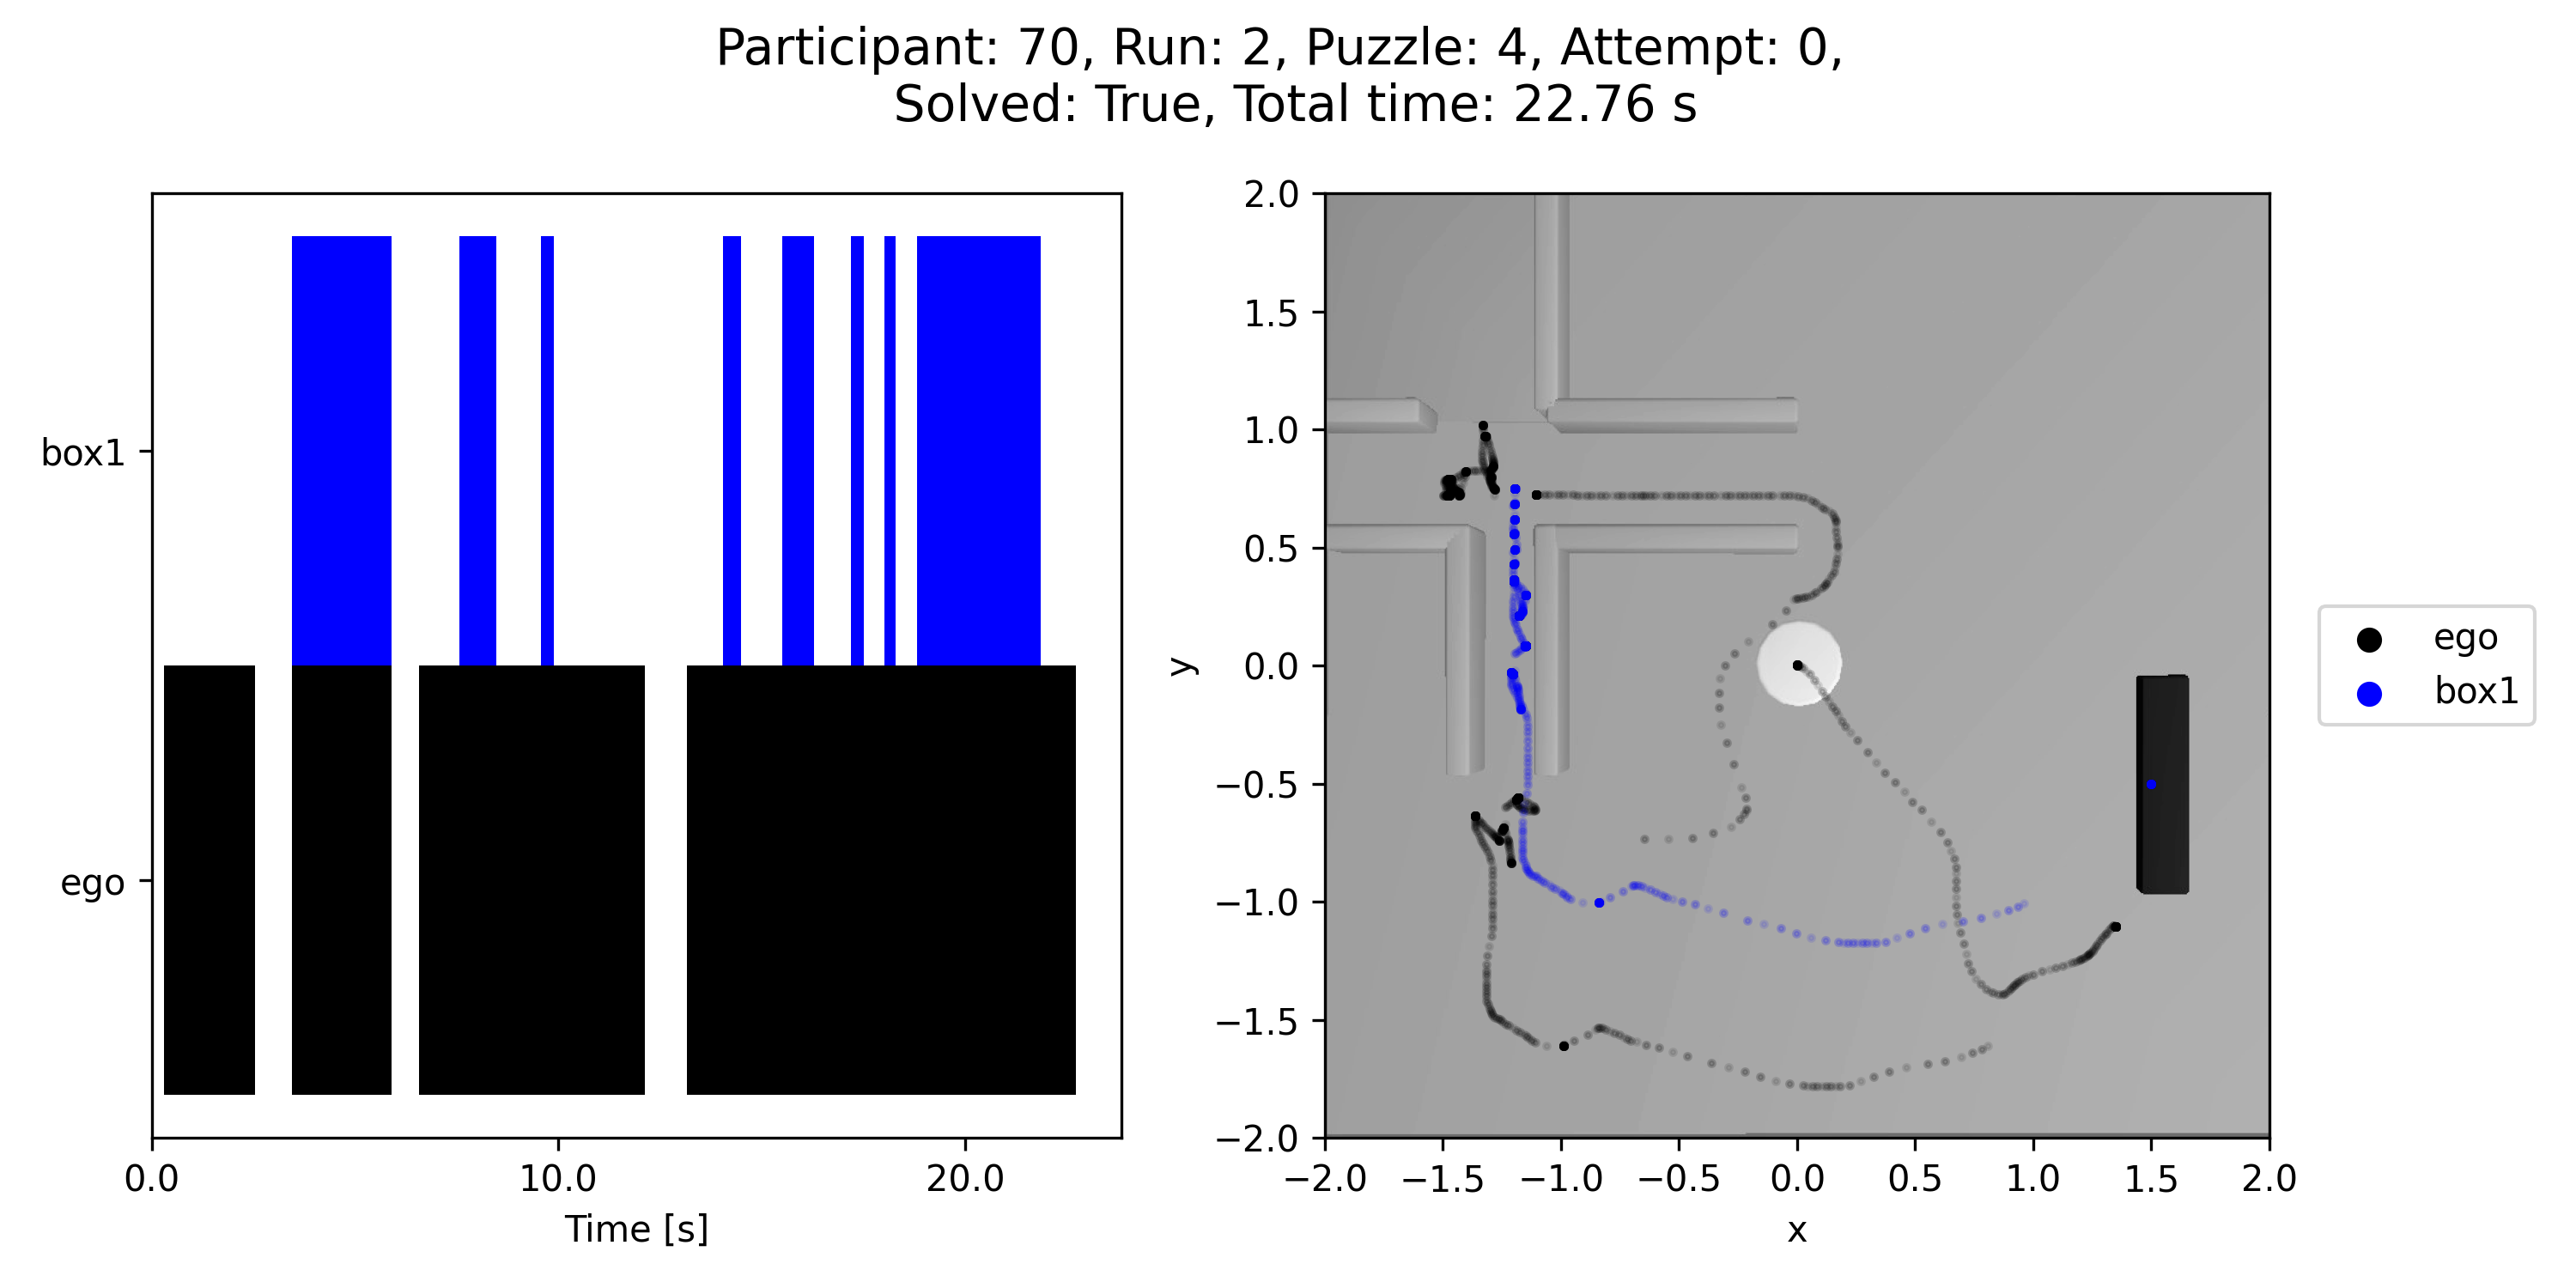 Participant: 70, Run: 2, Puzzle: 4, Attempt: 0,
Solved: True, Total time: 22.76 s
box1
ego
0.0 10.0 20.0
Time [s]
2.0
1.5
1.0
0.5
0.0
−0.5
−1.0
−1.5
−2.0
y
−2.0 −1.5 −1.0 −0.5 0.0 0.5 1.0 1.5 2.0
x
ego
box1